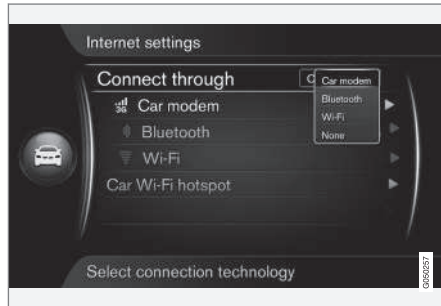 Internet settings
Connect through
C
Car modem
Bluetooth
Wi-Fi
None
3G Car modem
Bluetooth
Wi-Fi
Car Wi-Fi hotspot
Select connection technology
G050257